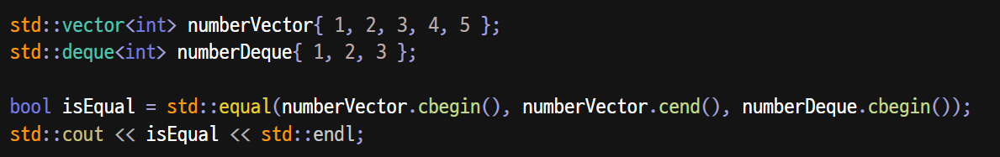 std::vector<int> numberVector{ 1, 2, 3, 4, 5 };
std::deque<int> numberDeque{ 1, 2, 3 };
bool isEqual = std::equal(numberVector.cbegin(), numberVector.cend(), numberDeque.cbegin());
std::cout << isEqual << std::endl;